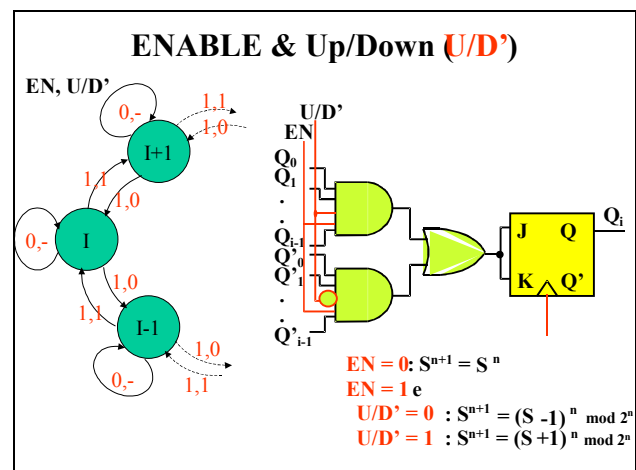 ENABLE & Up/Down (U/D’)
EN, U/D’
0,-
1,1
1,0
I+1
1,1
1,0
0,-
I
1,0
1,1
I-1
1,0
1,1
0,-
U/D’
EN
Q0
Q1
.
.
Qi-1
Q'0
Q'1
.
.
Q'i-1
J Q
K Q’
Qi
EN = 0: Sⁿ⁺¹ = S ⁿ
EN = 1 e
U/D’ = 0 : Sⁿ⁺¹ = (S -1) ⁿ mod 2ⁿ
U/D’ = 1 : Sⁿ⁺¹ = (S +1) ⁿ mod 2ⁿ